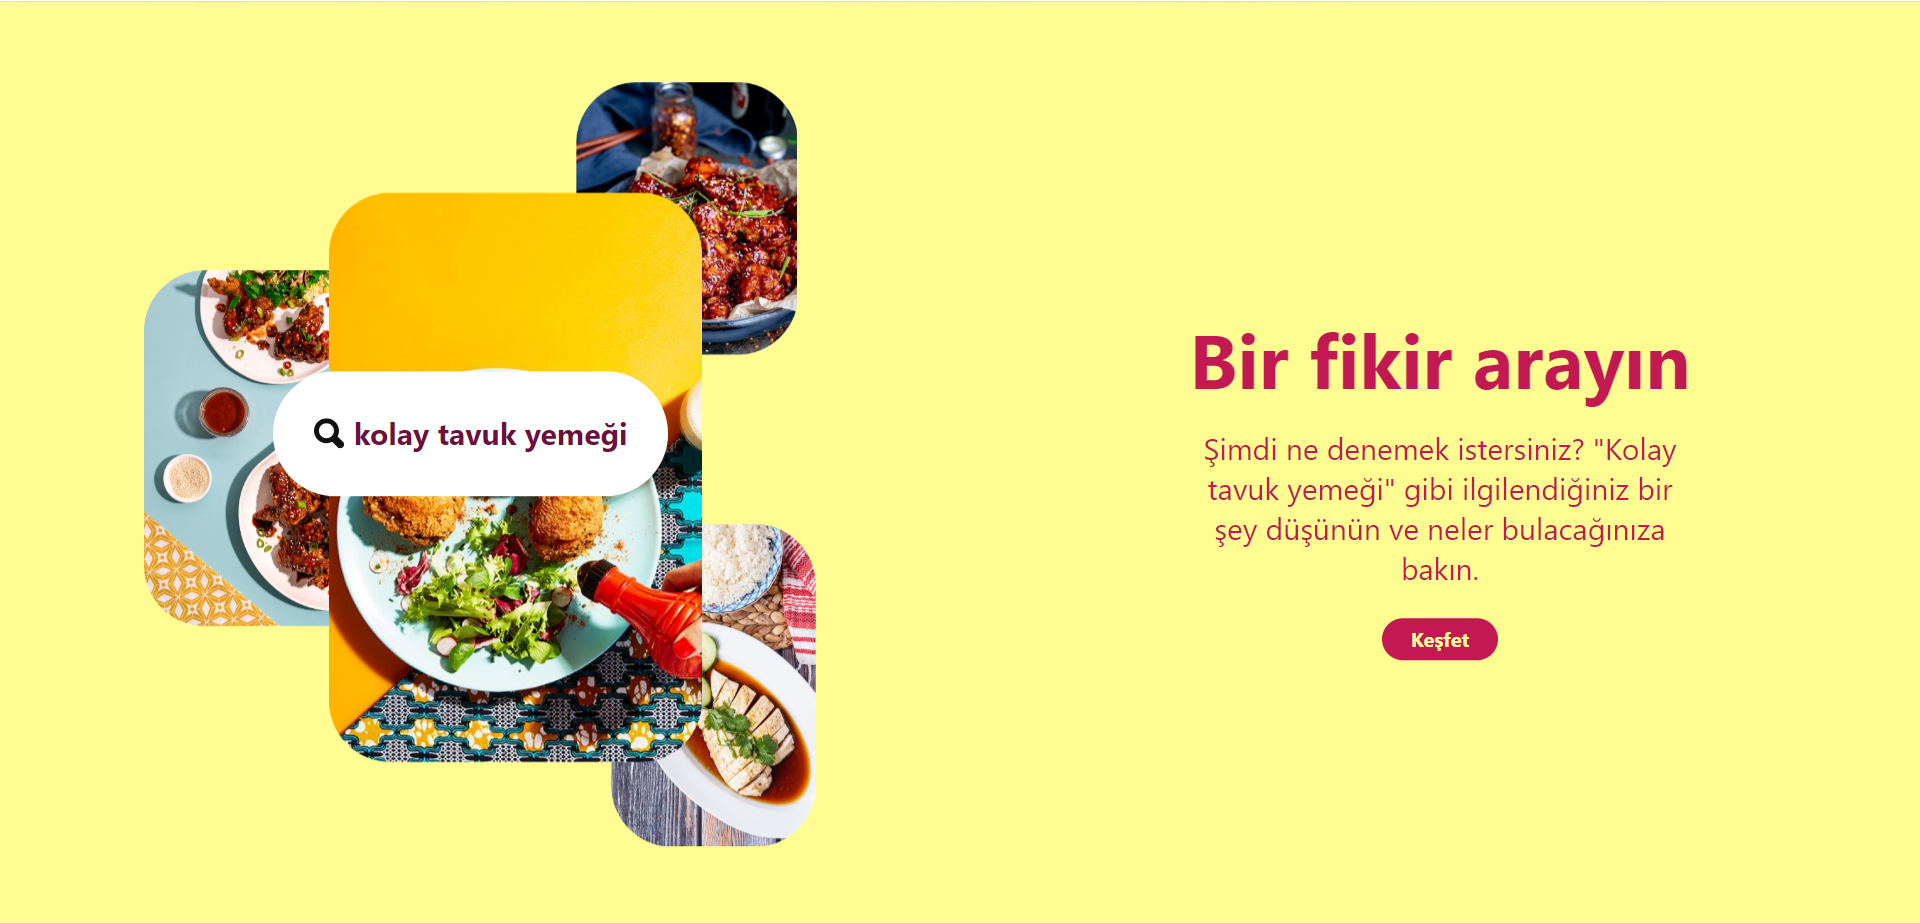 kolay tavuk yemeği
Bir fikir arayın
Şimdi ne denemek istersiniz? "Kolay
tavuk yemeği" gibi ilgilendiğiniz bir
şey düşünün ve neler bulacağınıza
bakın.
Keşfet